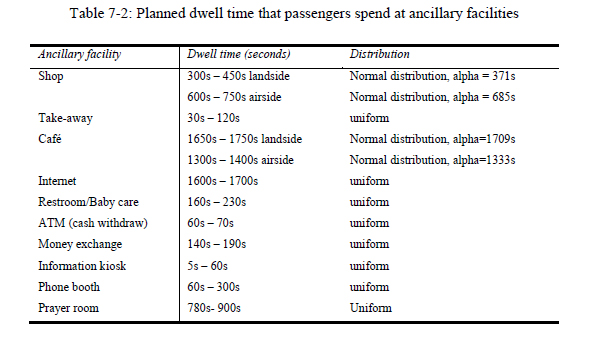 Table 7-2: Planned dwell time that passengers spend at ancillary facilities
Ancillary facility Dwell time (seconds) Distribution
Shop 300s – 450s landside Normal distribution, alpha = 371s
600s – 750s airside Normal distribution, alpha = 685s
Take-away 30s – 120s uniform
Café 1650s – 1750s landside Normal distribution, alpha=1709s
1300s – 1400s airside Normal distribution, alpha=1333s
Internet 1600s – 1700s uniform
Restroom/Baby care 160s – 230s uniform
ATM (cash withdraw) 60s – 70s uniform
Money exchange 140s – 190s uniform
Information kiosk 5s – 60s uniform
Phone booth 60s – 300s uniform
Prayer room 780s- 900s Uniform